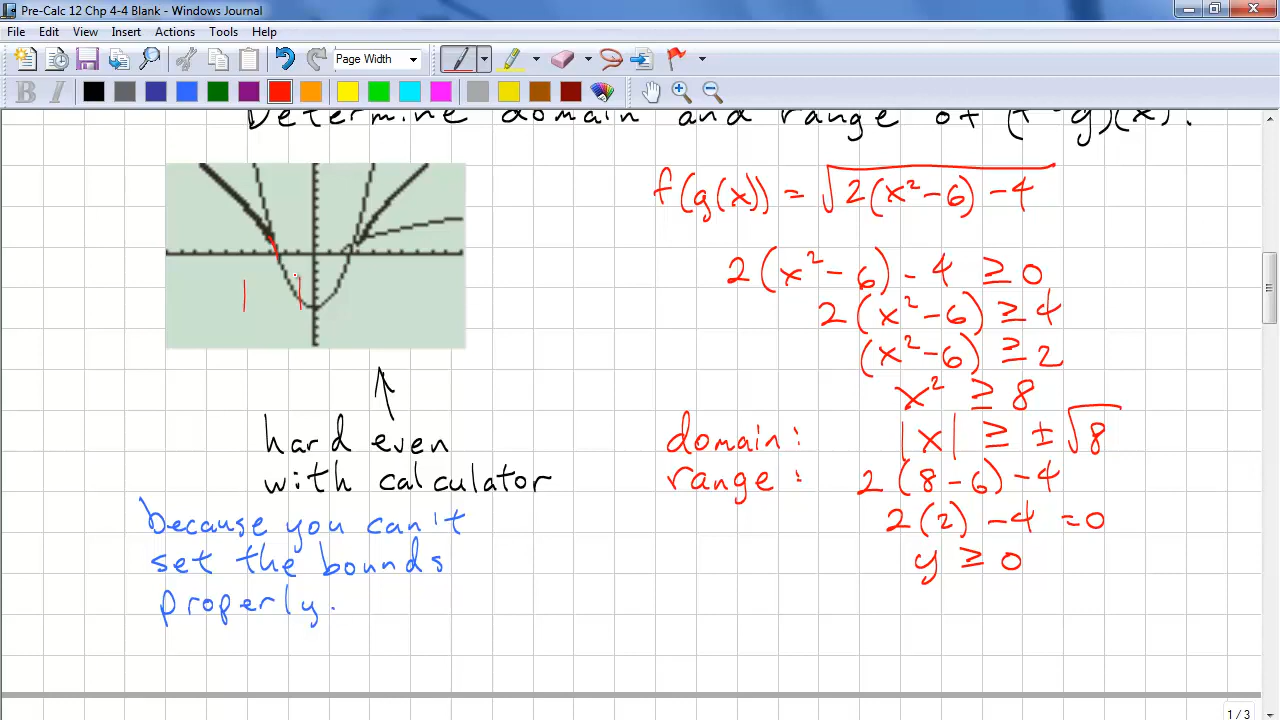 Pre-Calc 12 Chp 4-4 Blank - Windows Journal
File Edit View Insert Actions Tools Help
Page Width
B I
Determine domain and range of (f∘g)(x).
f(g(x)) = √(2(x²-6)-4)
2(x²-6)-4 ≥ 0
2(x²-6) ≥ 4
(x²-6) ≥ 2
x² ≥ 8
domain: |x| ≥ ±√8
range: 2(8-6)-4
2(2)-4 = 0
y ≥ 0
hard even
with calculator
because you can't
set the bounds
properly.
1/3